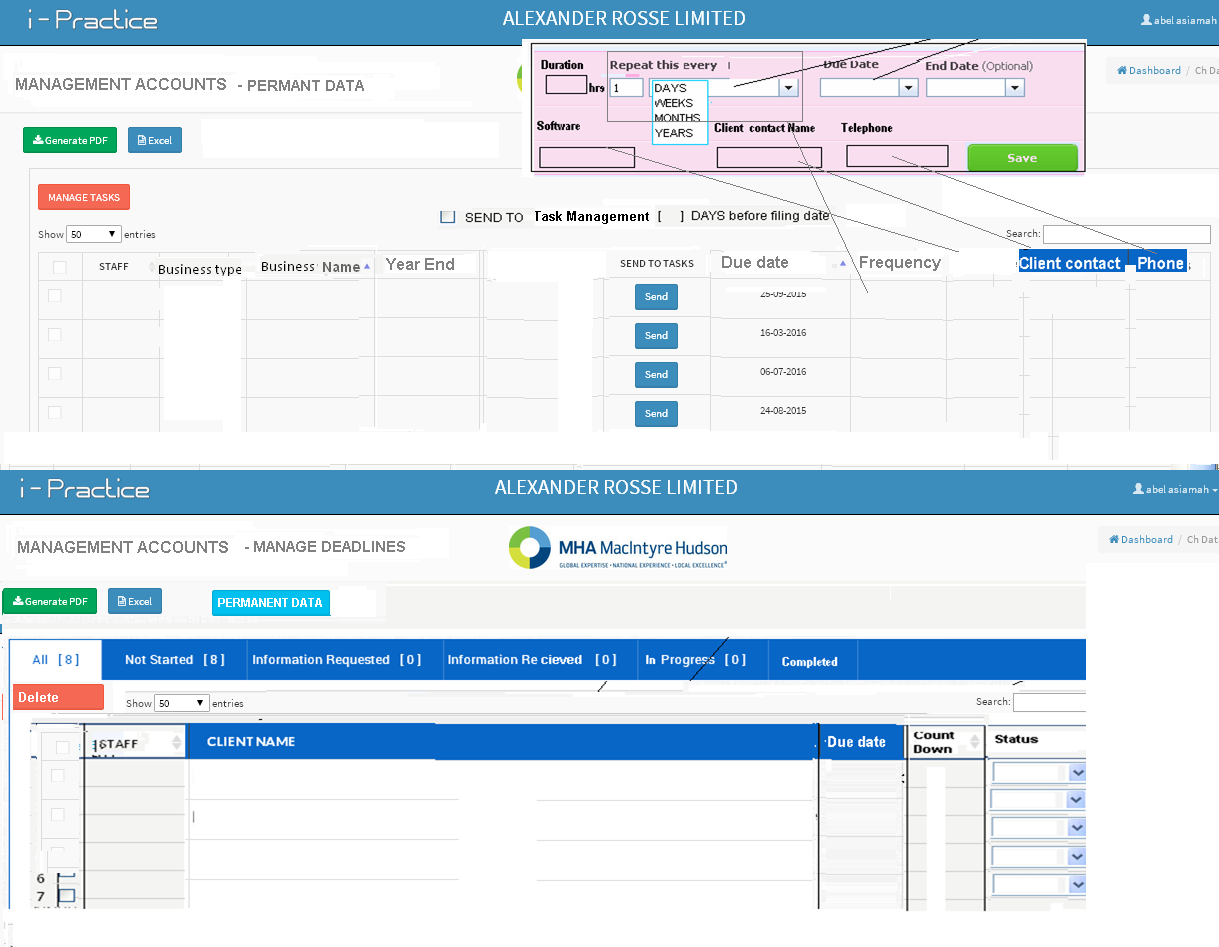 i - Practice
ALEXANDER ROSSE LIMITED
abel asiamah
MANAGEMENT ACCOUNTS - PERMANT DATA
Duration
Repeat this every
Due Date
End Date (Optional)
hrs
1
DAYS
WEEKS
MONTHS
YEARS
Dashboard / Ch Da
Generate PDF
Excel
Software
Client contact Name
Telephone
Save
MANAGE TASKS
SEND TO Task Management [ ] DAYS before filing date
Show 50 entries
Search:
STAFF
Business type
Business Name
Year End
SEND TO TASKS
Due date
Frequency
Client contact
Phone
Send
25-09-2015
Send
16-03-2016
Send
06-07-2016
Send
24-08-2015
i - Practice
ALEXANDER ROSSE LIMITED
abel asiamah
MANAGEMENT ACCOUNTS - MANAGE DEADLINES
MHA MacIntyre Hudson
GLOBAL EXPERTISE • NATIONAL EXPERIENCE • LOCAL EXCELLENCE®
Dashboard / Ch Dat
Generate PDF
Excel
PERMANENT DATA
All [ 8 ]
Not Started [ 8 ]
Information Requested [ 0 ]
Information Re cieved [ 0 ]
In Progress [ 0 ]
Completed
Delete
Show 50 entries
Search:
STAFF
CLIENT NAME
Due date
Count
Down
Status
6
7